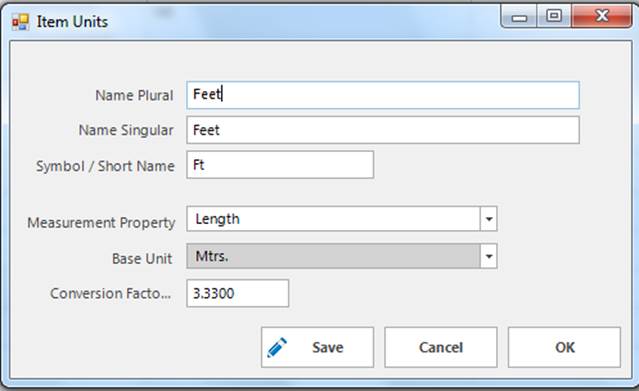 Item Units
Name Plural Feet
Name Singular Feet
Symbol / Short Name Ft
Measurement Property Length
Base Unit Mtrs.
Conversion Facto... 3.3300
Save Cancel OK